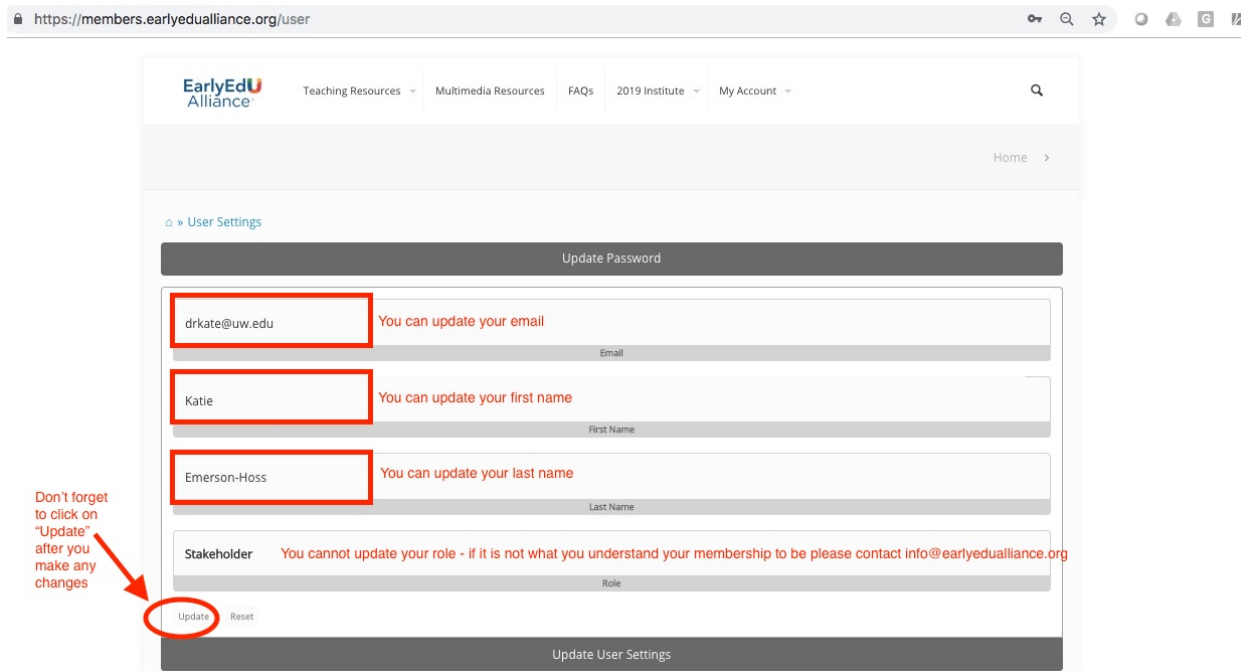 https://members.earlyedualliance.org/user
EarlyEdU
Alliance
Teaching Resources
Multimedia Resources
FAQs
2019 Institute
My Account
Home >
⌂ » User Settings
Update Password
drkate@uw.edu
You can update your email
Email
Katie
You can update your first name
First Name
Emerson-Hoss
You can update your last name
Last Name
Don't forget
to click on
“Update”
after you
make any
changes
Stakeholder
You cannot update your role - if it is not what you understand your membership to be please contact info@earlyedualliance.org
Role
Update
Reset
Update User Settings